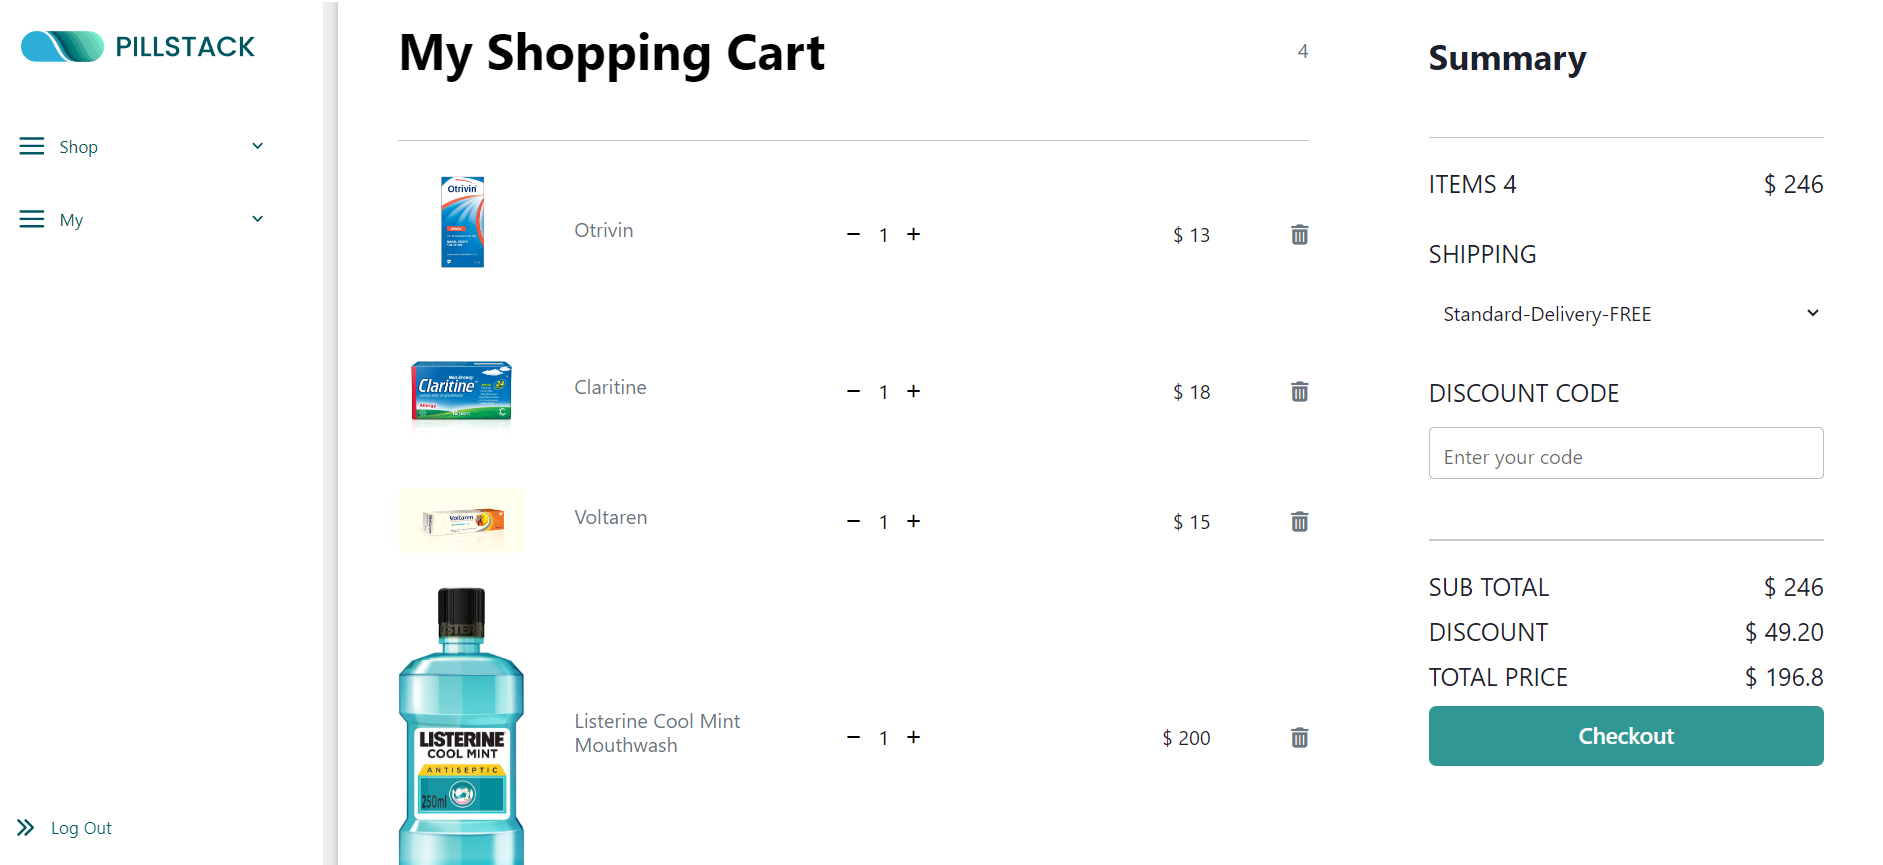 PILLSTACK
Shop
My
Log Out
My Shopping Cart
4
Otrivin
Otrivin
1
$ 13
Claritine
Allergy
Claritine
1
$ 18
Voltaren
Voltaren
1
$ 15
LISTERINE
COOL MINT
ANTISEPTIC
250ml
Listerine Cool Mint
Mouthwash
1
$ 200
Summary
ITEMS 4
$ 246
SHIPPING
Standard-Delivery-FREE
DISCOUNT CODE
Enter your code
SUB TOTAL
$ 246
DISCOUNT
$ 49.20
TOTAL PRICE
$ 196.8
Checkout